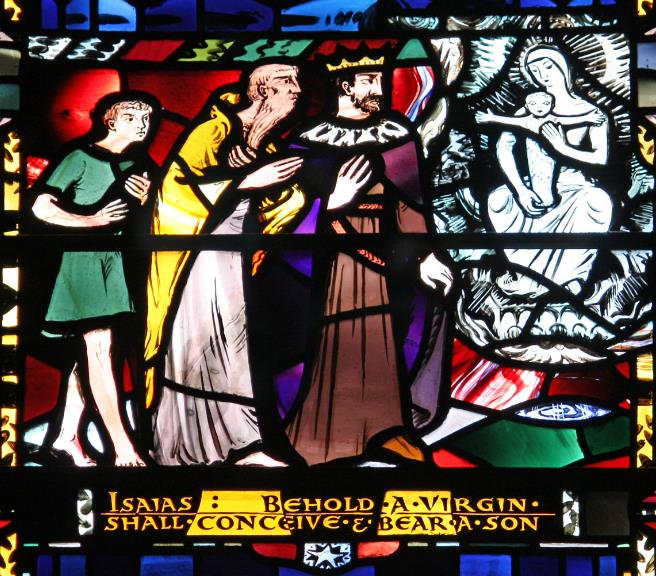 ISAIAS : BEHOLD·A·VIRGIN·
SHALL·CONCEIVE·&·BEAR·A·SON